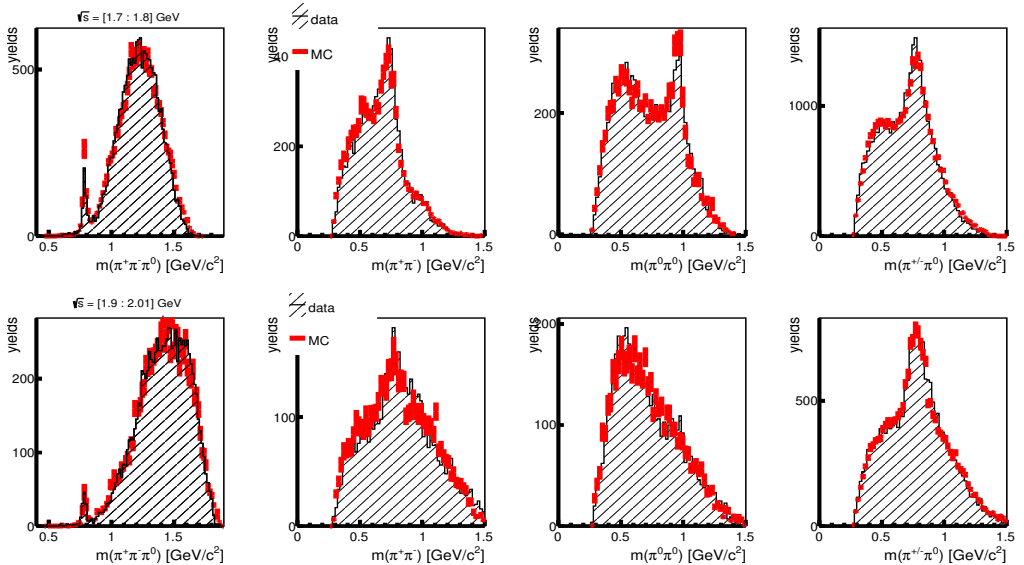 √s = [1.7 : 1.8] GeV
yields
500
0
0.5 1 1.5
m(π⁺π⁻π⁰) [GeV/c²]
yields
data
MC
40
200
0
0 0.5 1 1.5
m(π⁺π⁻) [GeV/c²]
yields
200
0
0 0.5 1 1.5
m(π⁰π⁰) [GeV/c²]
yields
1000
0
0 0.5 1 1.5
m(π⁺/⁻π⁰) [GeV/c²]
√s = [1.9 : 2.01] GeV
yields
200
100
0
0.5 1 1.5
m(π⁺π⁻π⁰) [GeV/c²]
yields
data
MC
100
0
0 0.5 1 1.5
m(π⁺π⁻) [GeV/c²]
yields
200
100
0
0 0.5 1 1.5
m(π⁰π⁰) [GeV/c²]
yields
500
0
0 0.5 1 1.5
m(π⁺/⁻π⁰) [GeV/c²]